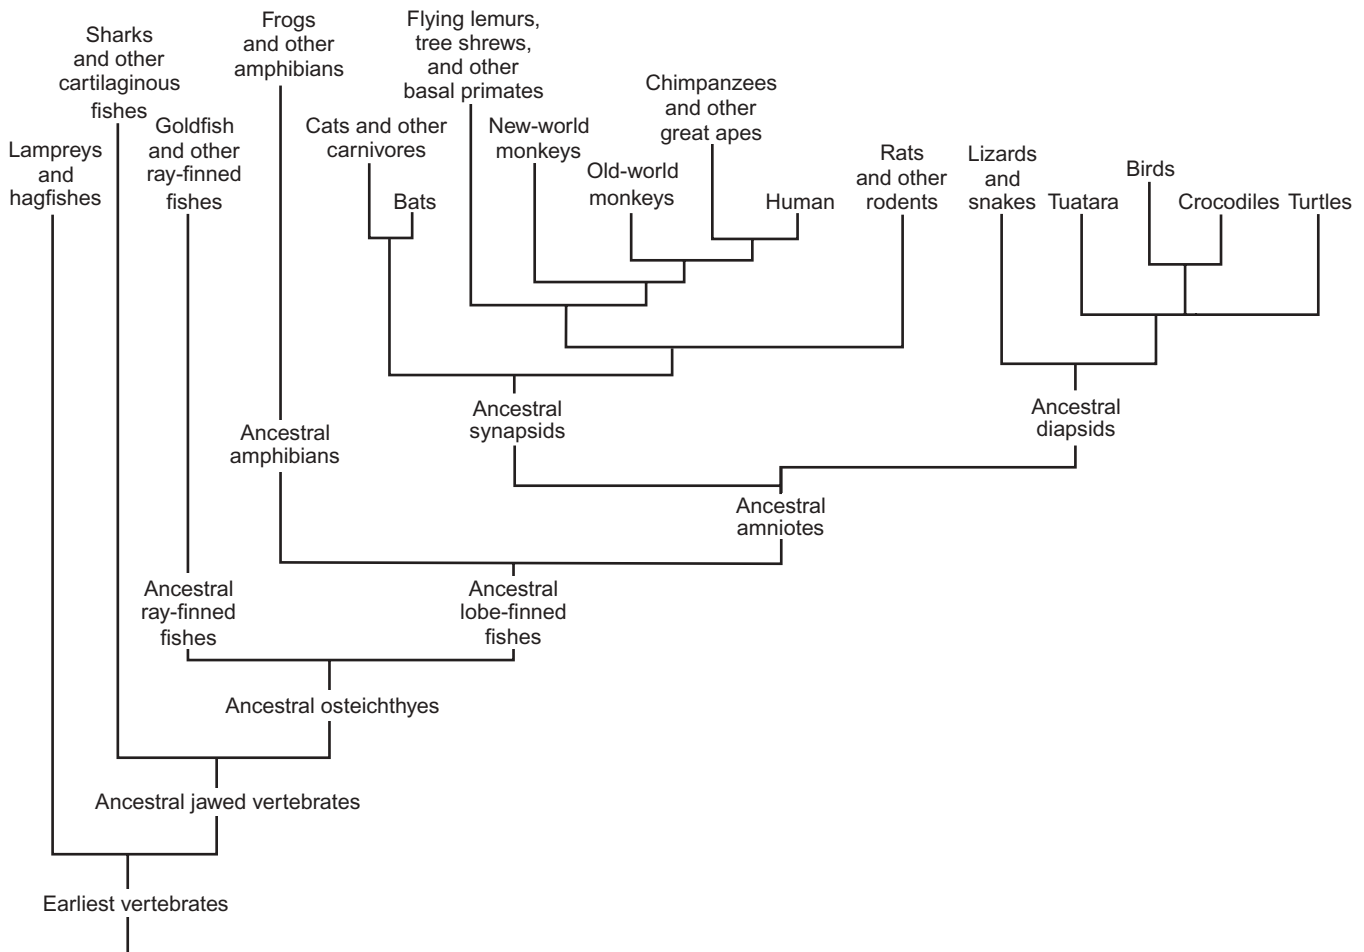 Sharks
and other
cartilaginous
fishes
Frogs
and other
amphibians
Flying lemurs,
tree shrews,
and other
basal primates
Lampreys
and
hagfishes
Goldfish
and other
ray-finned
fishes
Cats and other
carnivores
Bats
New-world
monkeys
Old-world
monkeys
Chimpanzees
and other
great apes
Human
Rats
and other
rodents
Lizards
and
snakes
Tuatara
Birds
Crocodiles
Turtles
Ancestral
synapsids
Ancestral
diapsids
Ancestral
amphibians
Ancestral
amniotes
Ancestral
ray-finned
fishes
Ancestral
lobe-finned
fishes
Ancestral osteichthyes
Ancestral jawed vertebrates
Earliest vertebrates